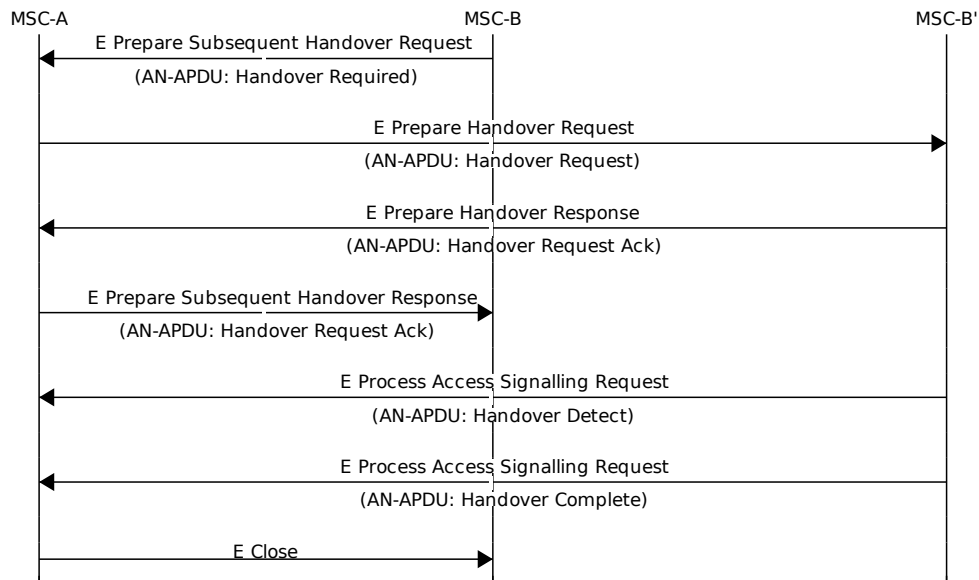 MSC-A MSC-B MSC-B'
E Prepare Subsequent Handover Request
(AN-APDU: Handover Required)
E Prepare Handover Request
(AN-APDU: Handover Request)
E Prepare Handover Response
(AN-APDU: Handover Request Ack)
E Prepare Subsequent Handover Response
(AN-APDU: Handover Request Ack)
E Process Access Signalling Request
(AN-APDU: Handover Detect)
E Process Access Signalling Request
(AN-APDU: Handover Complete)
E Close